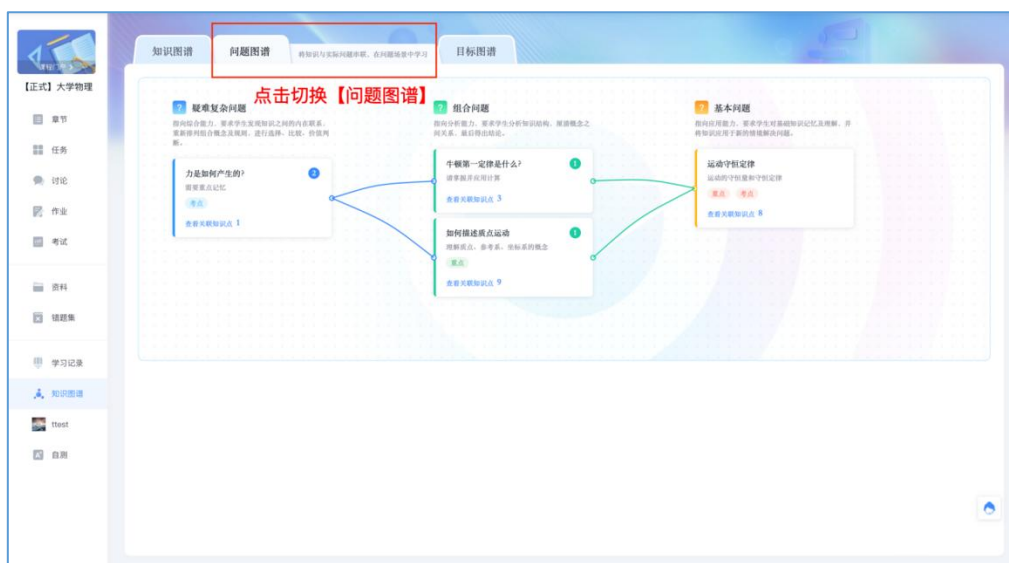 课程门户 >
【正式】大学物理
章节
任务
讨论
作业
考试
资料
错题集
学习记录
知识图谱
ttest
自测
知识图谱
问题图谱
将知识与实际问题串联,在问题场景中学习
目标图谱
点击切换【问题图谱】
疑难复杂问题
指向综合能力,要求学生发现知识之间的内在联系,
重新排列组合概念及规则,进行选择、比较、价值判
断。
力是如何产生的?
2
需要重点记忆
考点
查看关联知识点 1
组合问题
指向分析能力,要求学生分析知识结构,厘清概念之
间关系,最后得出结论。
牛顿第一定律是什么?
1
请掌握并应用计算
查看关联知识点 3
如何描述质点运动
1
理解质点、参考系、坐标系的概念
重点
查看关联知识点 9
基本问题
指向应用能力,要求学生对基础知识记忆及理解,并
将知识应用于新的情境解决问题。
运动守恒定律
运动的守恒量和守恒定律
重点 考点
查看关联知识点 8